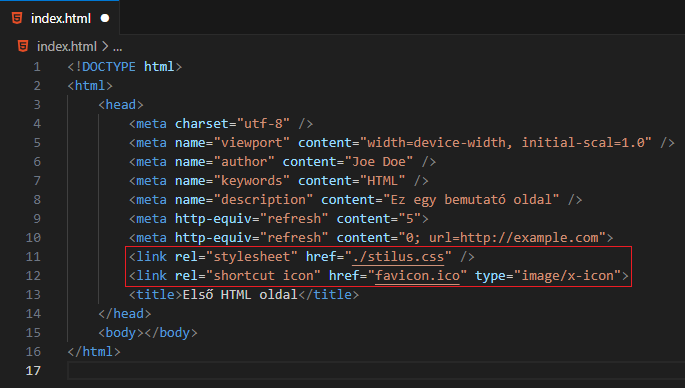 index.html
index.html > ...
1 <!DOCTYPE html>
2 <html>
3 <head>
4 <meta charset="utf-8" />
5 <meta name="viewport" content="width=device-width, initial-scal=1.0" />
6 <meta name="author" content="Joe Doe" />
7 <meta name="keywords" content="HTML" />
8 <meta name="description" content="Ez egy bemutató oldal" />
9 <meta http-equiv="refresh" content="5">
10 <meta http-equiv="refresh" content="0; url=http://example.com">
11 <link rel="stylesheet" href="./stilus.css" />
12 <link rel="shortcut icon" href="favicon.ico" type="image/x-icon">
13 <title>Első HTML oldal</title>
14 </head>
15 <body></body>
16 </html>
17